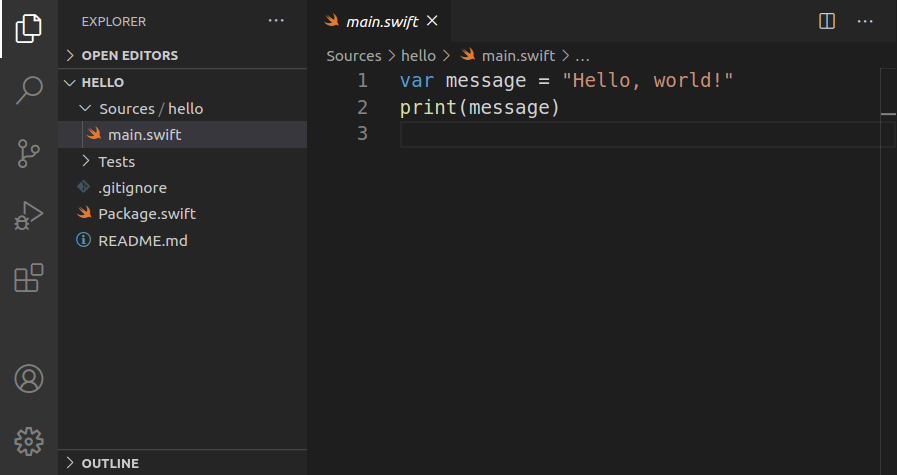 EXPLORER
OPEN EDITORS
HELLO
Sources / hello
main.swift
Tests
.gitignore
Package.swift
README.md
OUTLINE
main.swift
Sources > hello > main.swift > ...
1 var message = "Hello, world!"
2 print(message)
3